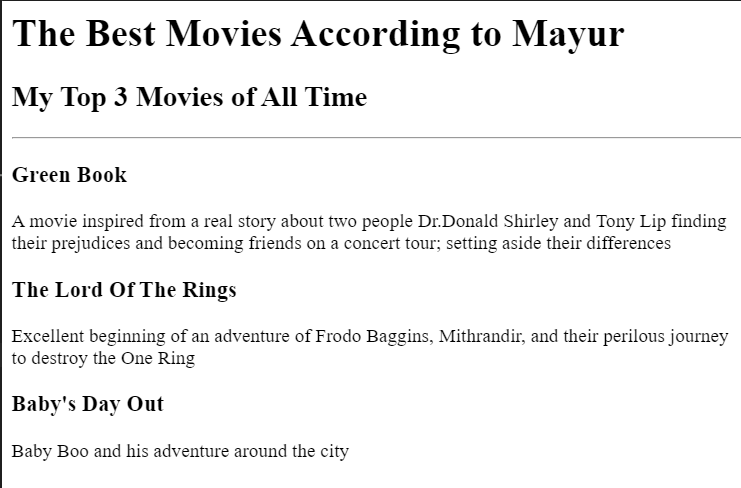 The Best Movies According to Mayur
My Top 3 Movies of All Time
Green Book
A movie inspired from a real story about two people Dr.Donald Shirley and Tony Lip finding
their prejudices and becoming friends on a concert tour; setting aside their differences
The Lord Of The Rings
Excellent beginning of an adventure of Frodo Baggins, Mithrandir, and their perilous journey
to destroy the One Ring
Baby's Day Out
Baby Boo and his adventure around the city